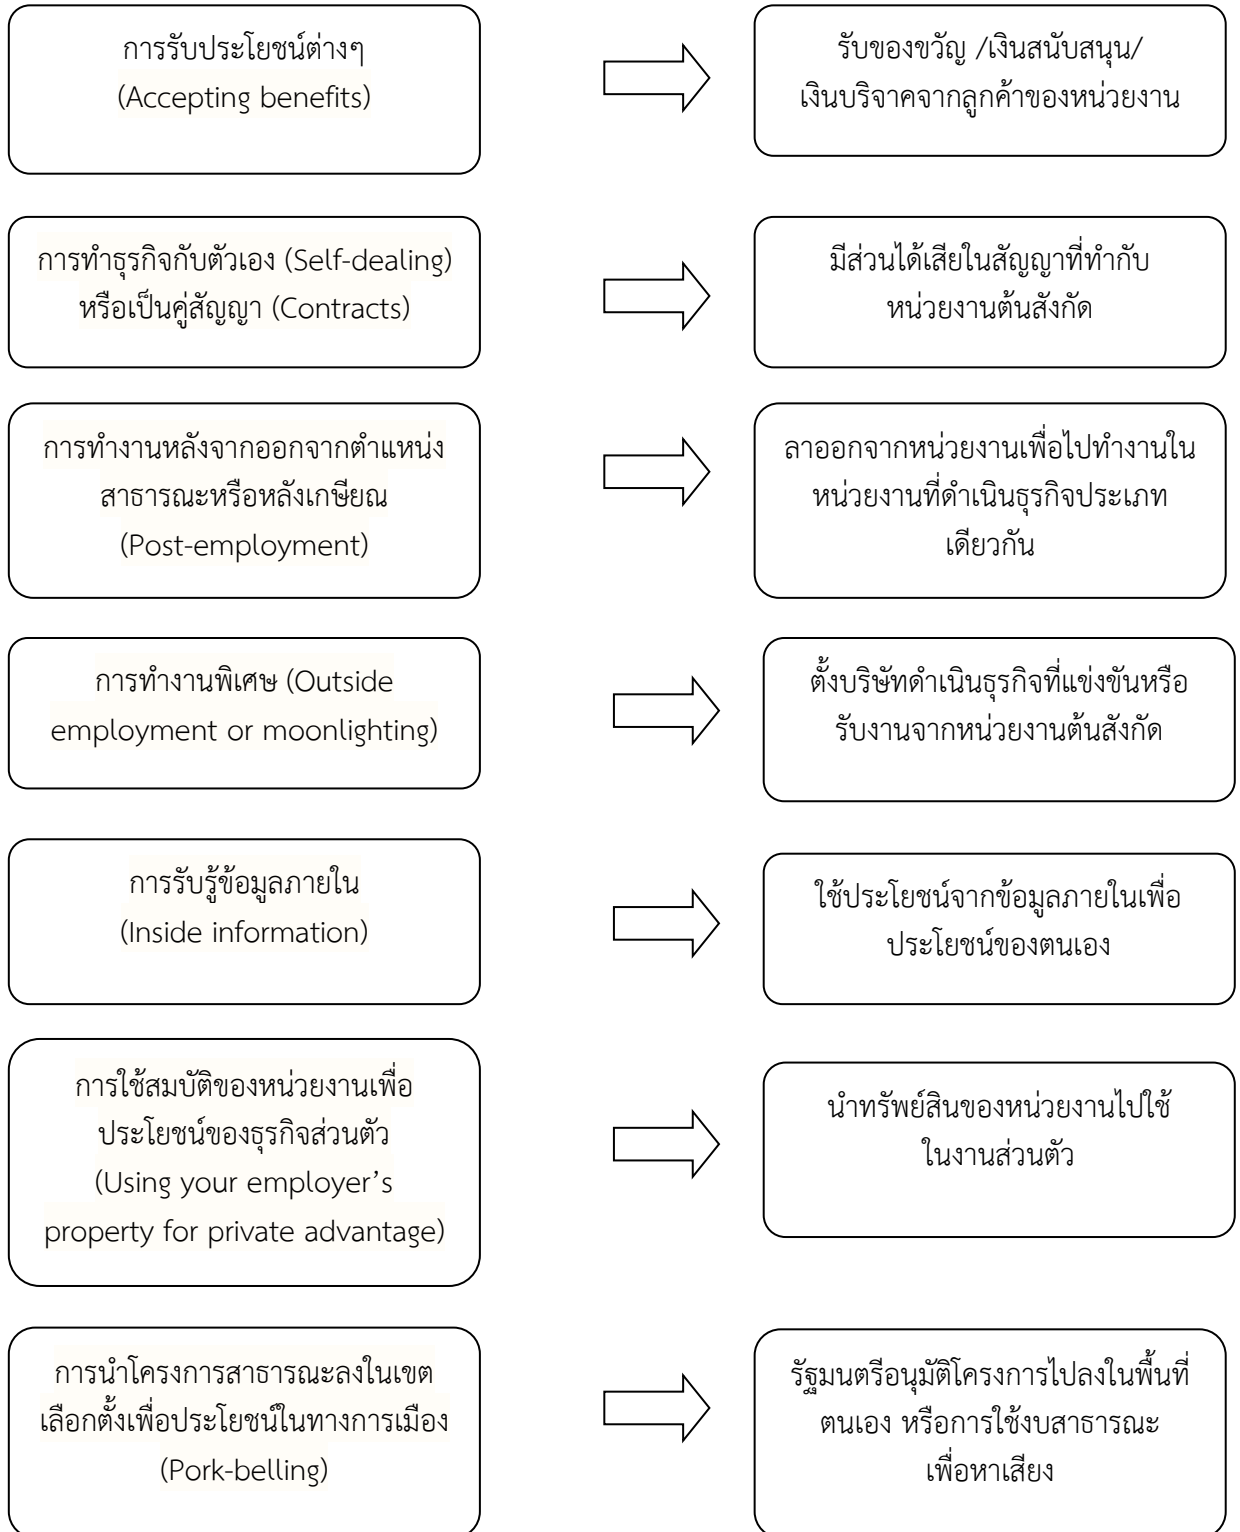 การรับประโยชน์ต่างๆ
(Accepting benefits)
รับของขวัญ /เงินสนับสนุน/
เงินบริจาคจากลูกค้าของหน่วยงาน
การทำธุรกิจกับตัวเอง (Self-dealing)
หรือเป็นคู่สัญญา (Contracts)
มีส่วนได้เสียในสัญญาที่ทำกับ
หน่วยงานต้นสังกัด
การทำงานหลังจากออกจากตำแหน่ง
สาธารณะหรือหลังเกษียณ
(Post-employment)
ลาออกจากหน่วยงานเพื่อไปทำงานใน
หน่วยงานที่ดำเนินธุรกิจประเภท
เดียวกัน
การทำงานพิเศษ (Outside
employment or moonlighting)
ตั้งบริษัทดำเนินธุรกิจที่แข่งขันหรือ
รับงานจากหน่วยงานต้นสังกัด
การรับรู้ข้อมูลภายใน
(Inside information)
ใช้ประโยชน์จากข้อมูลภายในเพื่อ
ประโยชน์ของตนเอง
การใช้สมบัติของหน่วยงานเพื่อ
ประโยชน์ของธุรกิจส่วนตัว
(Using your employer’s
property for private advantage)
นำทรัพย์สินของหน่วยงานไปใช้
ในงานส่วนตัว
การนำโครงการสาธารณะลงในเขต
เลือกตั้งเพื่อประโยชน์ในทางการเมือง
(Pork-belling)
รัฐมนตรีอนุมัติโครงการไปลงในพื้นที่
ตนเอง หรือการใช้งบสาธารณะ
เพื่อหาเสียง